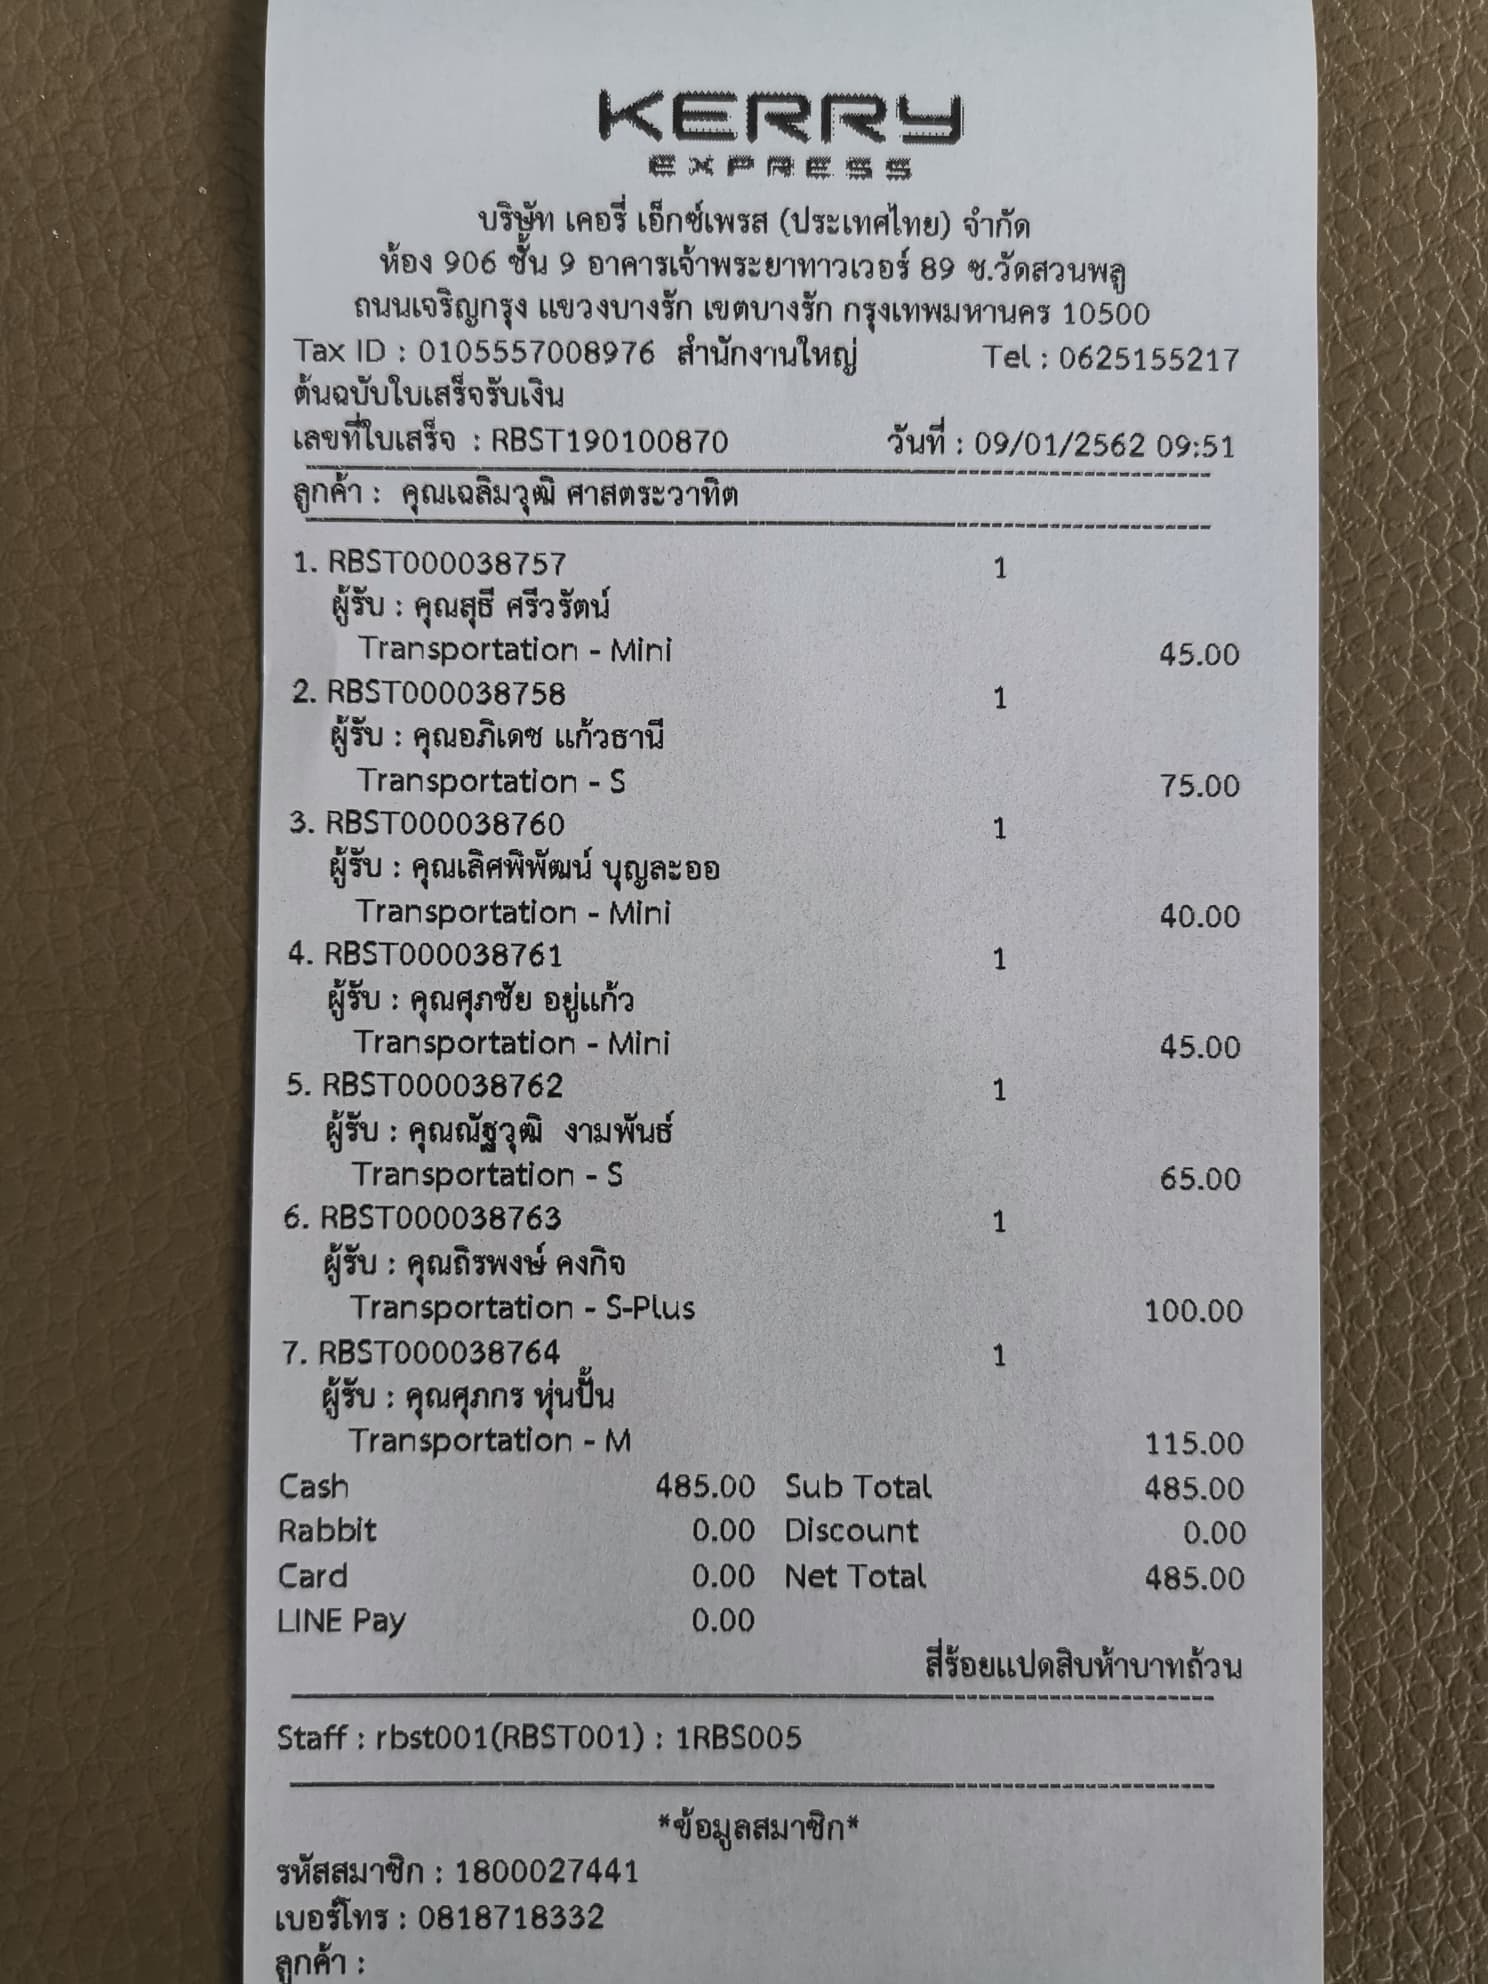 KERRY
EXPRESS
บริษัท เคอรี่ เอ็กซ์เพรส (ประเทศไทย) จำกัด
ห้อง 906 ชั้น 9 อาคารเจ้าพระยาทาวเวอร์ 89 ซ.วัดสวนพลู
ถนนเจริญกรุง แขวงบางรัก เขตบางรัก กรุงเทพมหานคร 10500
Tax ID : 0105557008976 สำนักงานใหญ่ Tel : 0625155217
ต้นฉบับใบเสร็จรับเงิน
เลขที่ใบเสร็จ : RBST190100870 วันที่ : 09/01/2562 09:51
ลูกค้า : คุณเฉลิมวุฒิ ศาสตระวาทิต
1. RBST000038757 1
ผู้รับ : คุณสุธี ศรีวรัตน์
Transportation - Mini 45.00
2. RBST000038758 1
ผู้รับ : คุณอภิเดช แก้วธานี
Transportation - S 75.00
3. RBST000038760 1
ผู้รับ : คุณเลิศพิพัฒน์ บุญละออ
Transportation - Mini 40.00
4. RBST000038761 1
ผู้รับ : คุณศุภชัย อยู่แก้ว
Transportation - Mini 45.00
5. RBST000038762 1
ผู้รับ : คุณณัฐวุฒิ งามพันธ์
Transportation - S 65.00
6. RBST000038763 1
ผู้รับ : คุณถิรพงษ์ คงกิจ
Transportation - S-Plus 100.00
7. RBST000038764 1
ผู้รับ : คุณศุภกร หุ่นปั้น
Transportation - M 115.00
Cash 485.00 Sub Total 485.00
Rabbit 0.00 Discount 0.00
Card 0.00 Net Total 485.00
LINE Pay 0.00
สี่ร้อยแปดสิบห้าบาทถ้วน
Staff : rbst001(RBST001) : 1RBS005
*ข้อมูลสมาชิก*
รหัสสมาชิก : 1800027441
เบอร์โทร : 0818718332
ลูกค้า :